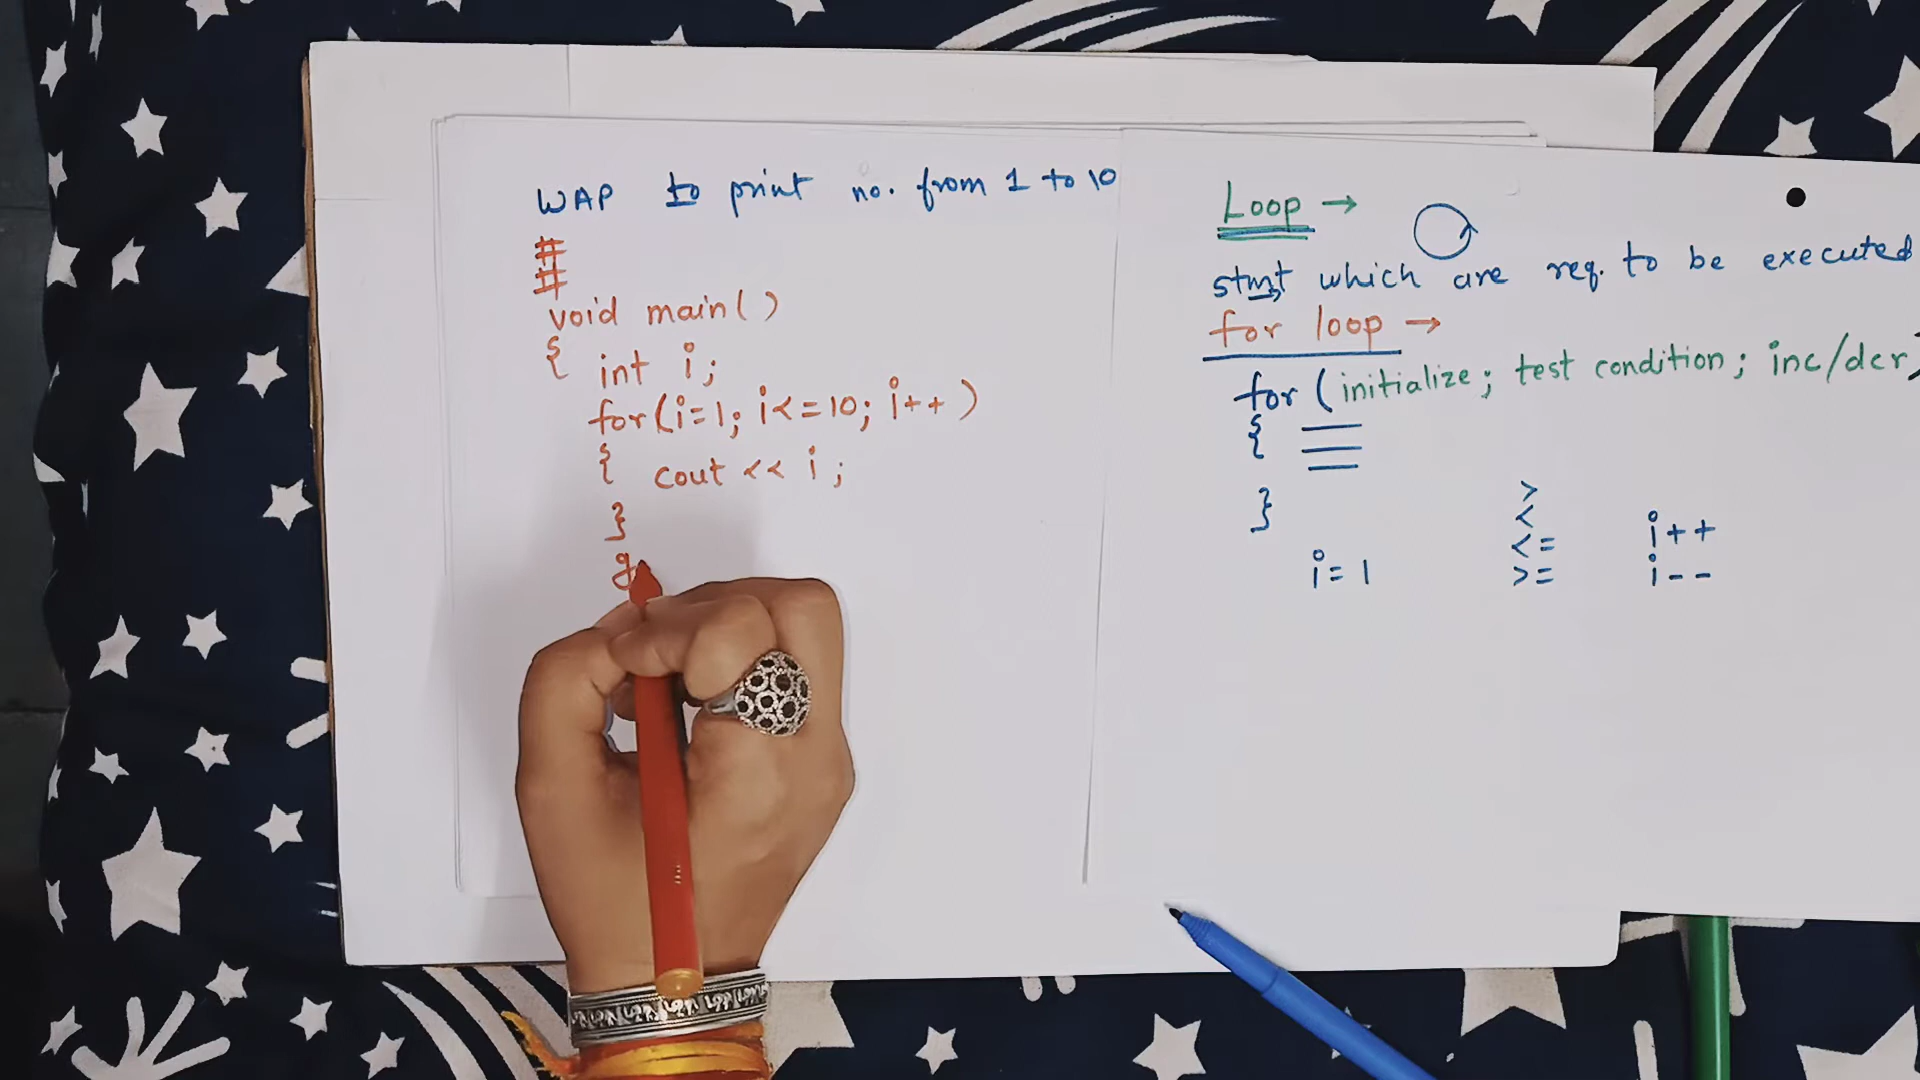 WAP to print no. from 1 to 10
#
#
void main()
{ int i;
for(i=1; i<=10; i++)
{ cout << i;
}
g
Loop →
stmt which are req. to be executed
for loop →
for (initialize; test condition; inc/dcr)
{
}
>
<
<=
>=
i=1
i++
i--